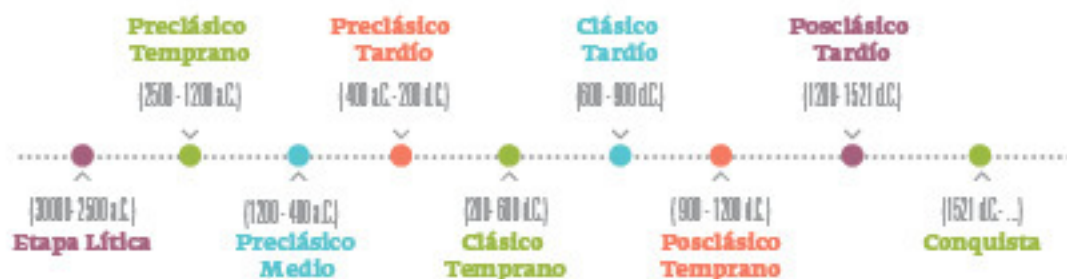 Preclásico
Temprano
(2500 - 1200 a.C.)
Preclásico
Tardío
(400 a.C. - 200 d.C.)
Clásico
Tardío
(600 - 900 d.C.)
Posclásico
Tardío
(1200- 1521 d.C.)
(30000- 2500 a.C.)
Etapa Lítica
(1200 - 400 a.C.)
Preclásico
Medio
(200- 600 d.C.)
Clásico
Temprano
(900 - 1200 d.C.)
Posclásico
Temprano
(1521 d.C.- ...)
Conquista